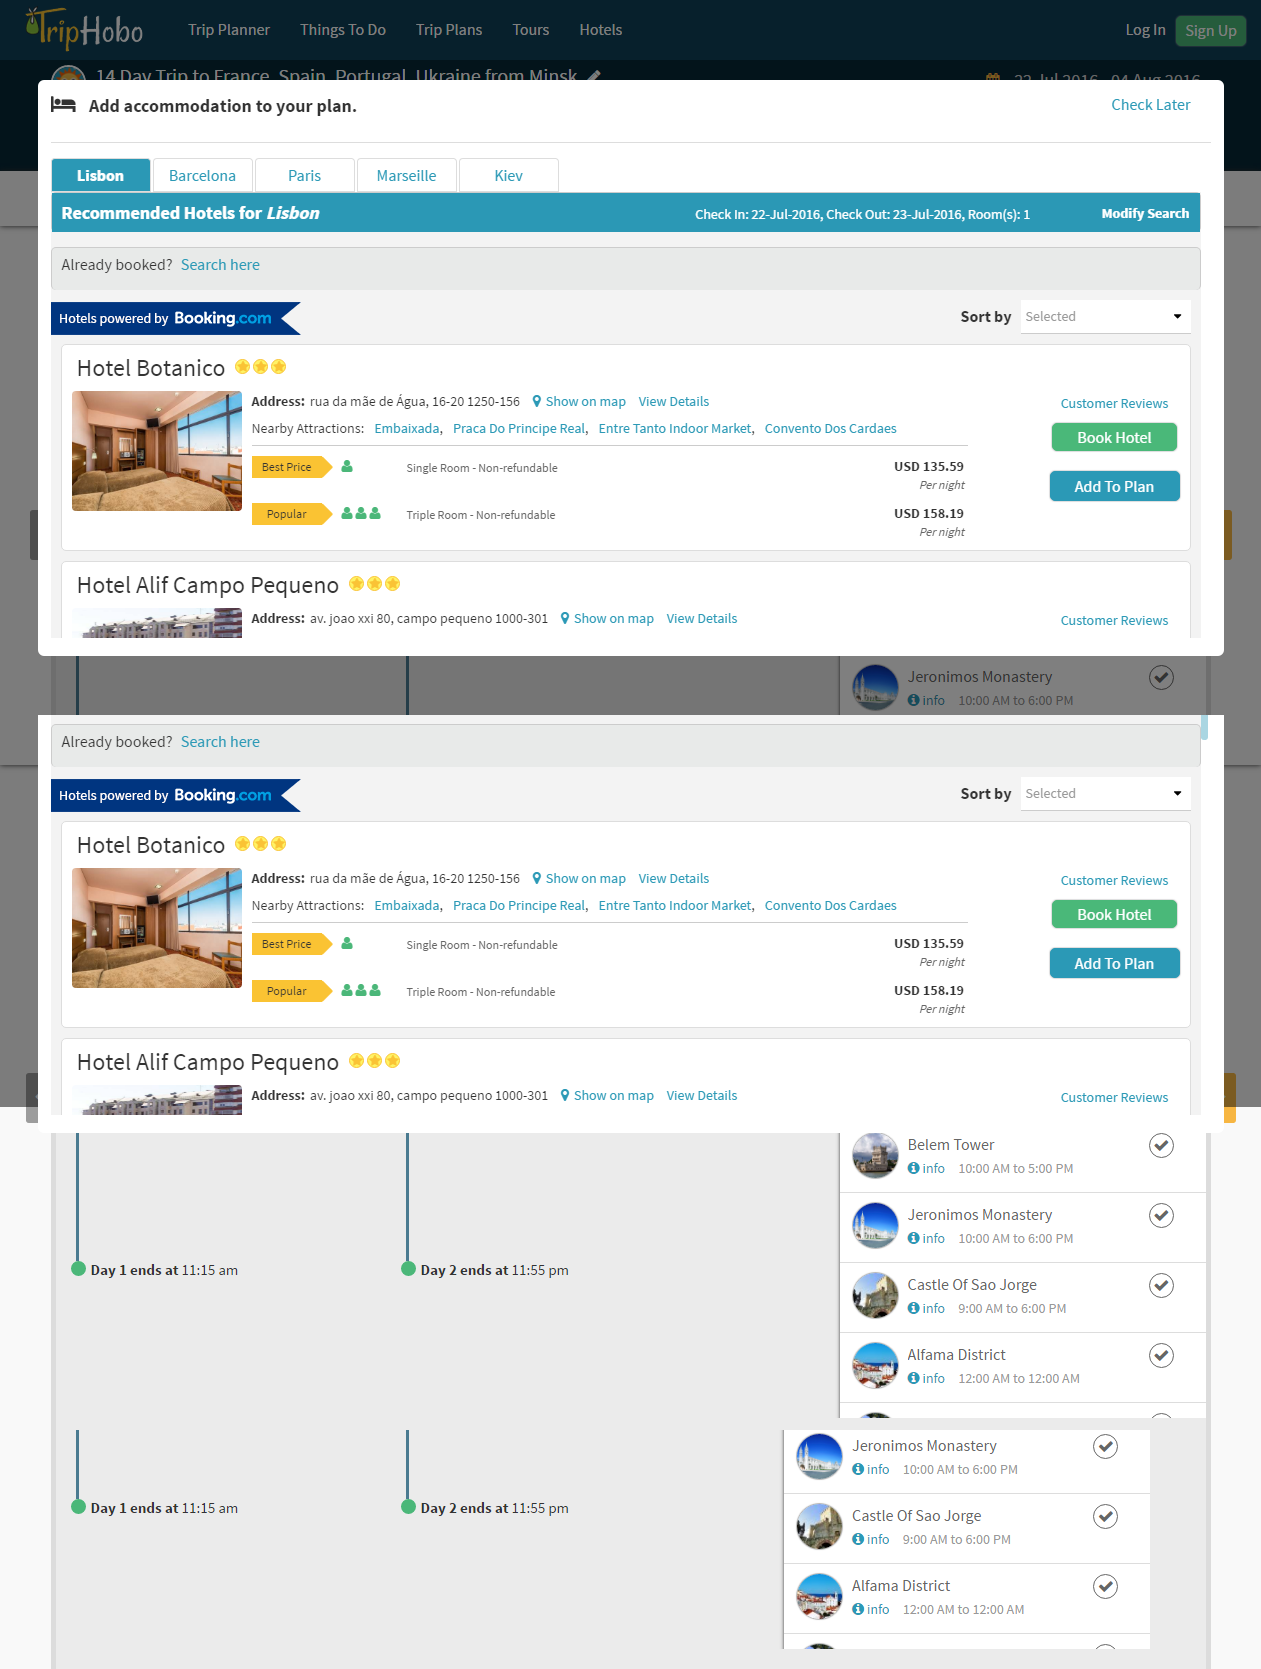 TripHobo Trip Planner Things To Do Trip Plans Tours Hotels Log In Sign Up
14 Day Trip to France, Spain, Portugal, Ukraine from Minsk 22 Jul 2016 - 04 Aug 2016
Add accommodation to your plan. Check Later
Lisbon Barcelona Paris Marseille Kiev
Recommended Hotels for Lisbon Check In: 22-Jul-2016, Check Out: 23-Jul-2016, Room(s): 1 Modify Search
Already booked? Search here
Hotels powered by Booking.com Sort by Selected
Hotel Botanico
Address: rua da mãe de Água, 16-20 1250-156 Show on map View Details Customer Reviews
Nearby Attractions: Embaixada, Praca Do Principe Real, Entre Tanto Indoor Market, Convento Dos Cardaes
Book Hotel
Best Price Single Room - Non-refundable USD 135.59
Per night
Add To Plan
Popular Triple Room - Non-refundable USD 158.19
Per night
Hotel Alif Campo Pequeno
Address: av. joao xxi 80, campo pequeno 1000-301 Show on map View Details Customer Reviews
Jeronimos Monastery
info 10:00 AM to 6:00 PM
Already booked? Search here
Hotels powered by Booking.com Sort by Selected
Hotel Botanico
Address: rua da mãe de Água, 16-20 1250-156 Show on map View Details Customer Reviews
Nearby Attractions: Embaixada, Praca Do Principe Real, Entre Tanto Indoor Market, Convento Dos Cardaes
Book Hotel
Best Price Single Room - Non-refundable USD 135.59
Per night
Add To Plan
Popular Triple Room - Non-refundable USD 158.19
Per night
Hotel Alif Campo Pequeno
Address: av. joao xxi 80, campo pequeno 1000-301 Show on map View Details Customer Reviews
Belem Tower
info 10:00 AM to 5:00 PM
Jeronimos Monastery
info 10:00 AM to 6:00 PM
Day 1 ends at 11:15 am Day 2 ends at 11:55 pm
Castle Of Sao Jorge
info 9:00 AM to 6:00 PM
Alfama District
info 12:00 AM to 12:00 AM
Jeronimos Monastery
info 10:00 AM to 6:00 PM
Day 1 ends at 11:15 am Day 2 ends at 11:55 pm
Castle Of Sao Jorge
info 9:00 AM to 6:00 PM
Alfama District
info 12:00 AM to 12:00 AM